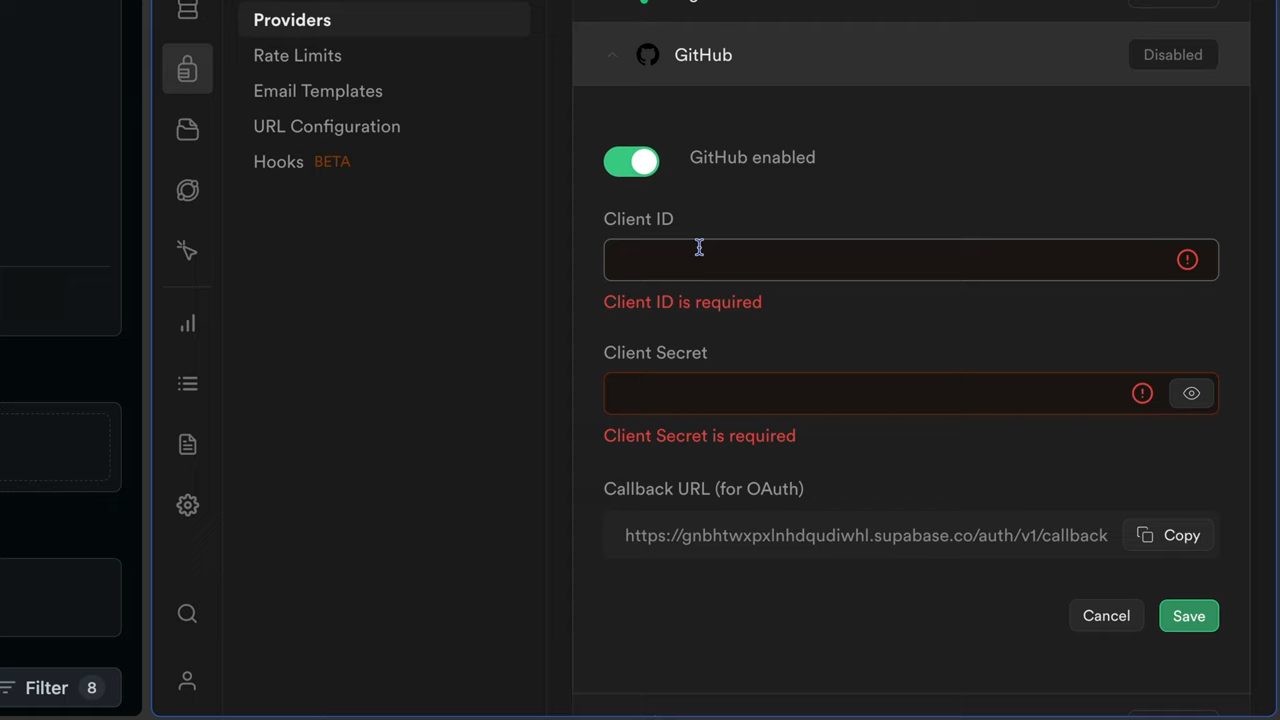 Providers
Rate Limits
Email Templates
URL Configuration
Hooks BETA
GitHub
Disabled
GitHub enabled
Client ID
Client ID is required
Client Secret
Client Secret is required
Callback URL (for OAuth)
https://gnbhtwxpxlnhdqudiwhl.supabase.co/auth/v1/callback
Copy
Cancel
Save
Filter 8